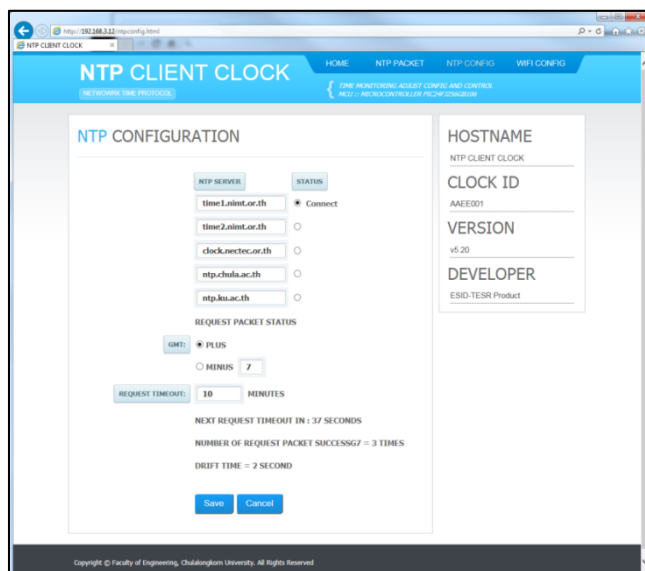 http://192.168.3.12/ntpconfig.html
NTP CLIENT CLOCK
NTP CLIENT CLOCK
NETWOWRK TIME PROTOCOL
HOME NTP PACKET NTP CONFIG WIFI CONFIG
TIME MONITORING ADJUST CONFIG AND CONTROL
MCU :: MICROCONTROLLER
NTP CONFIGURATION
NTP SERVER STATUS
time1.nimt.or.th Connect
time2.nimt.or.th
clock.nectec.or.th
ntp.chula.ac.th
ntp.ku.ac.th
REQUEST PACKET STATUS
GMT: PLUS
MINUS 7
REQUEST TIMEOUT: 10 MINUTES
NEXT REQUEST TIMEOUT IN : 37 SECONDS
NUMBER OF REQUEST PACKET SUCCESSG7 = 3 TIMES
DRIFT TIME = 2 SECOND
Save Cancel
HOSTNAME
NTP CLIENT CLOCK
CLOCK ID
AAEE001
VERSION
v5.20
DEVELOPER
ESID-TESR Product
Copyright © Faculty of Engineering, Chulalongkorn University. All Rights Reserved